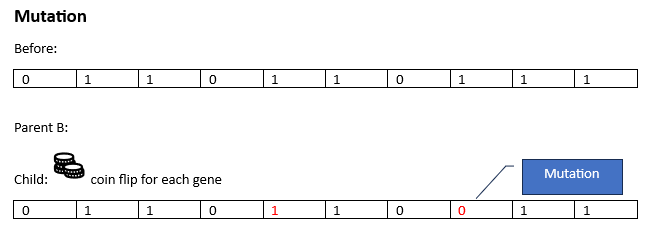 Mutation
Before:
0 1 1 0 1 1 0 1 1 1
Parent B:
Child: coin flip for each gene
Mutation
0 1 1 0 1 1 0 0 1 1